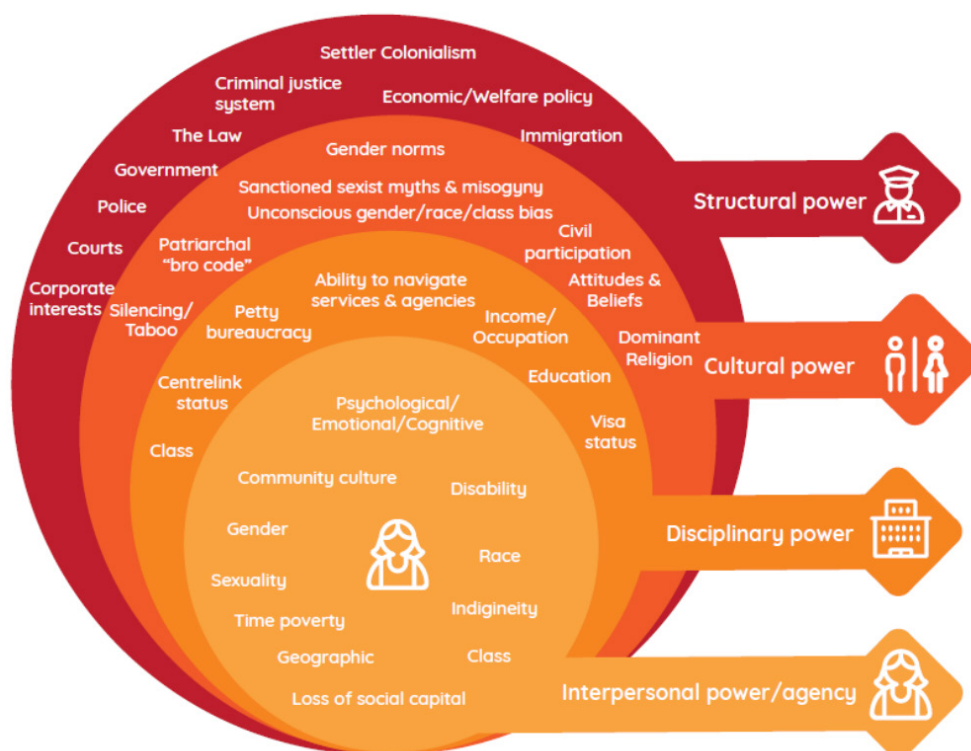 Settler Colonialism
Criminal justice
system
Economic/Welfare policy
The Law
Immigration
Government
Police
Courts
Corporate
interests
Gender norms
Sanctioned sexist myths & misogyny
Unconscious gender/race/class bias
Patriarchal
"bro code"
Civil
participation
Silencing/
Taboo
Attitudes &
Beliefs
Dominant
Religion
Ability to navigate
services & agencies
Petty
bureaucracy
Income/
Occupation
Education
Centrelink
status
Visa
status
Class
Psychological/
Emotional/Cognitive
Community culture
Disability
Gender
Race
Sexuality
Indigineity
Time poverty
Geographic
Class
Loss of social capital
Structural power
Cultural power
Disciplinary power
Interpersonal power/agency